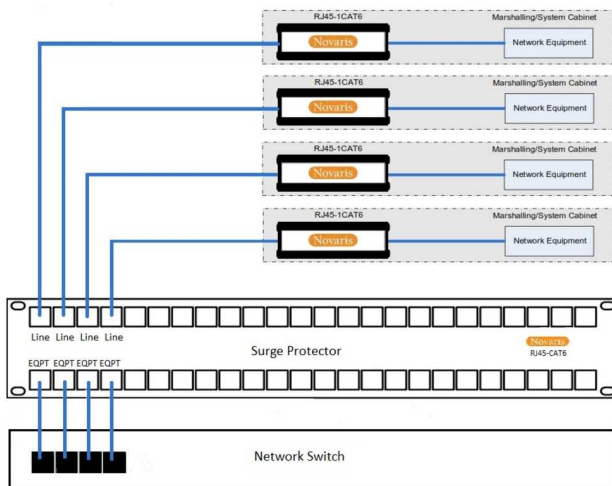 RJ45-1CAT6
Marshalling/System Cabinet
Novaris
Network Equipment
RJ45-1CAT6
Marshalling/System Cabinet
Novaris
Network Equipment
RJ45-1CAT6
Marshalling/System Cabinet
Novaris
Network Equipment
RJ45-1CAT6
Marshalling/System Cabinet
Novaris
Network Equipment
Line Line Line Line
Surge Protector
Novaris
RJ45-CAT6
EQPT EQPT EQPT EQPT
Network Switch